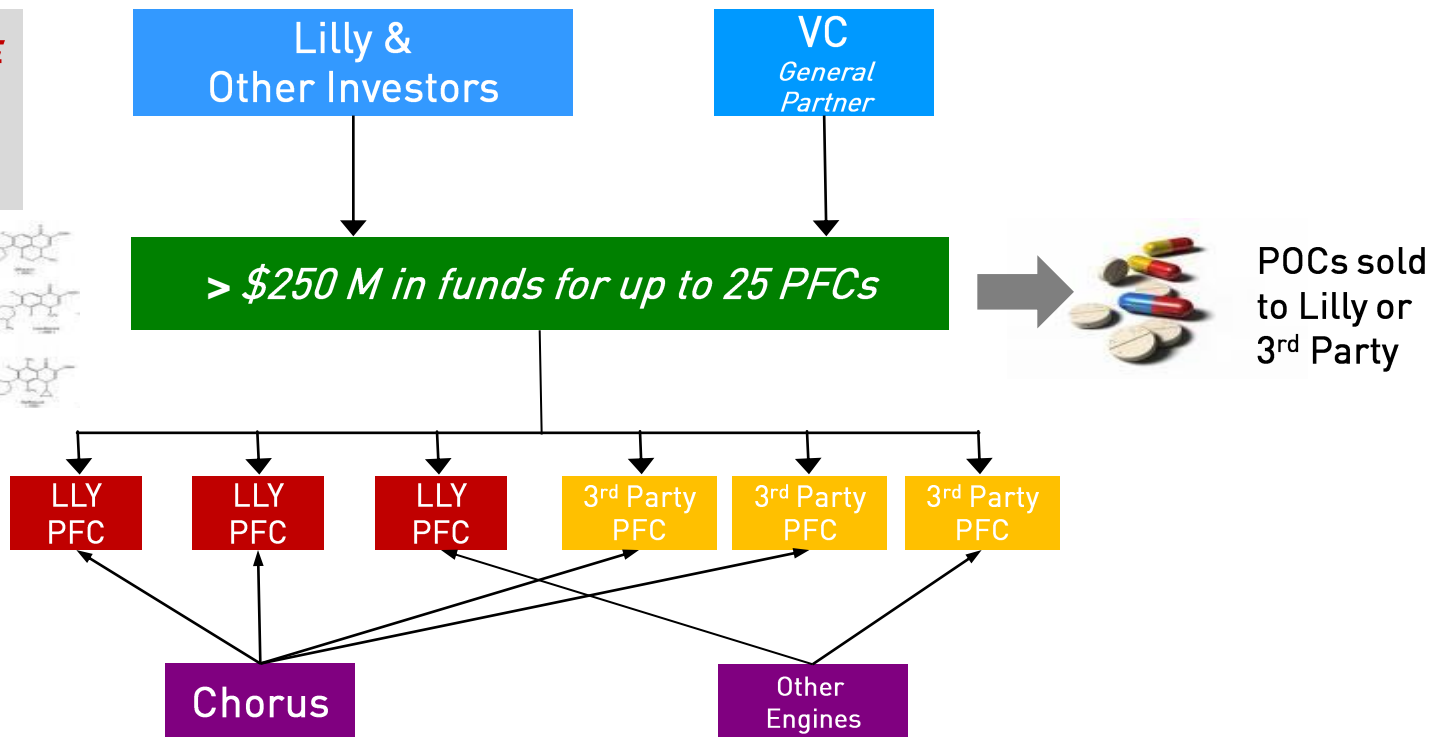 Lilly &
Other Investors
VC
General
Partner
> $250 M in funds for up to 25 PFCs
POCs sold
to Lilly or
3rd Party
LLY
PFC
LLY
PFC
LLY
PFC
3rd Party
PFC
3rd Party
PFC
3rd Party
PFC
Chorus
Other
Engines